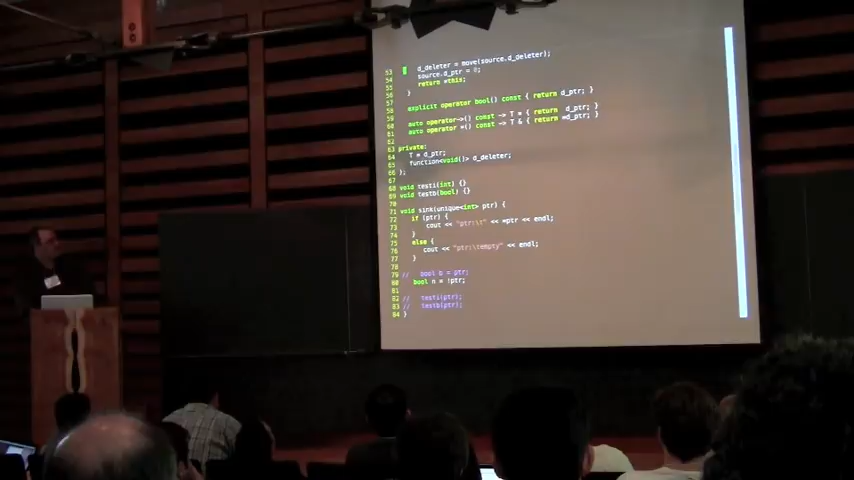 53 d_deleter = move(source.d_deleter);
54 source.d_ptr = 0;
55 return *this;
56 }
57
58 explicit operator bool() const { return d_ptr; }
59
60 auto operator->() const -> T * { return d_ptr; }
61 auto operator *() const -> T & { return *d_ptr; }
62
63 private:
64 T * d_ptr;
65 function<void()> d_deleter;
66 };
67
68 void testi(int) {}
69 void testb(bool) {}
70
71 void sink(unique<int> ptr) {
72 if (ptr) {
73 cout << "ptr:\t" << *ptr << endl;
74 }
75 else {
76 cout << "ptr:\tempty" << endl;
77 }
78
79 // bool b = ptr;
80 bool n = !ptr;
81
82 // testi(ptr);
83 // testb(ptr);
84 }